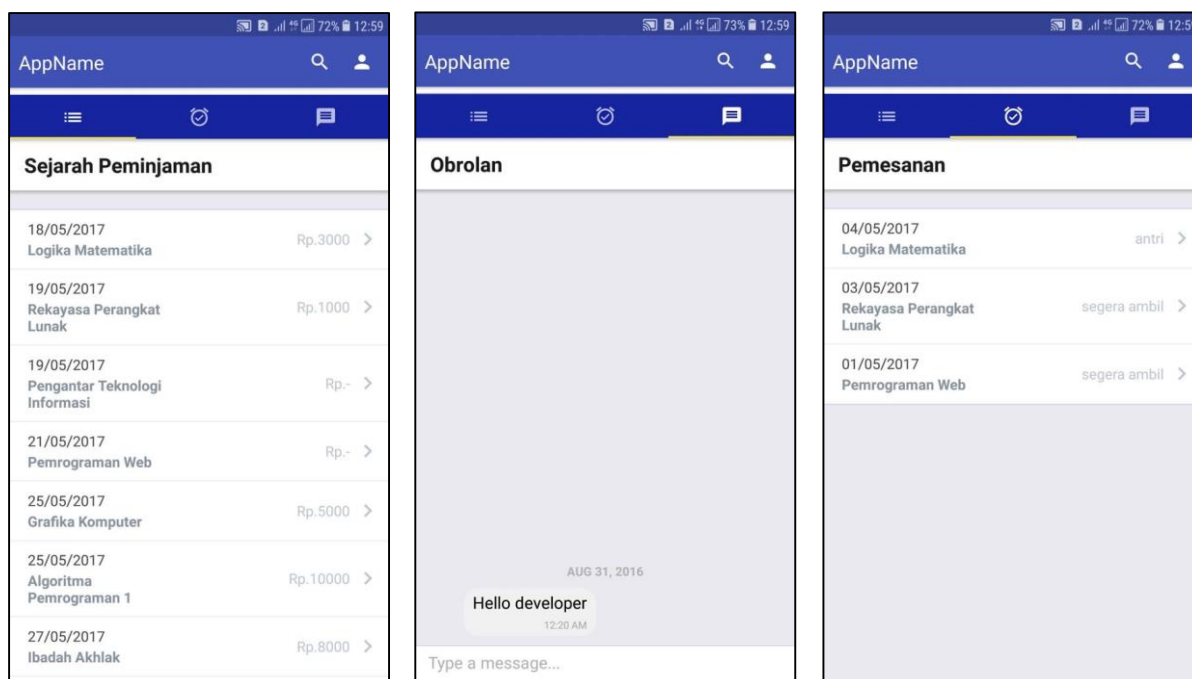 72% 12:59
AppName
Sejarah Peminjaman
18/05/2017
Logika Matematika
Rp.3000
19/05/2017
Rekayasa Perangkat
Lunak
Rp.1000
19/05/2017
Pengantar Teknologi
Informasi
Rp.-
21/05/2017
Pemrograman Web
Rp.-
25/05/2017
Grafika Komputer
Rp.5000
25/05/2017
Algoritma
Pemrograman 1
Rp.10000
27/05/2017
Ibadah Akhlak
Rp.8000
73% 12:59
AppName
Obrolan
AUG 31, 2016
Hello developer
12:20 AM
Type a message...
72% 12:59
AppName
Pemesanan
04/05/2017
Logika Matematika
antri
03/05/2017
Rekayasa Perangkat
Lunak
segera ambil
01/05/2017
Pemrograman Web
segera ambil